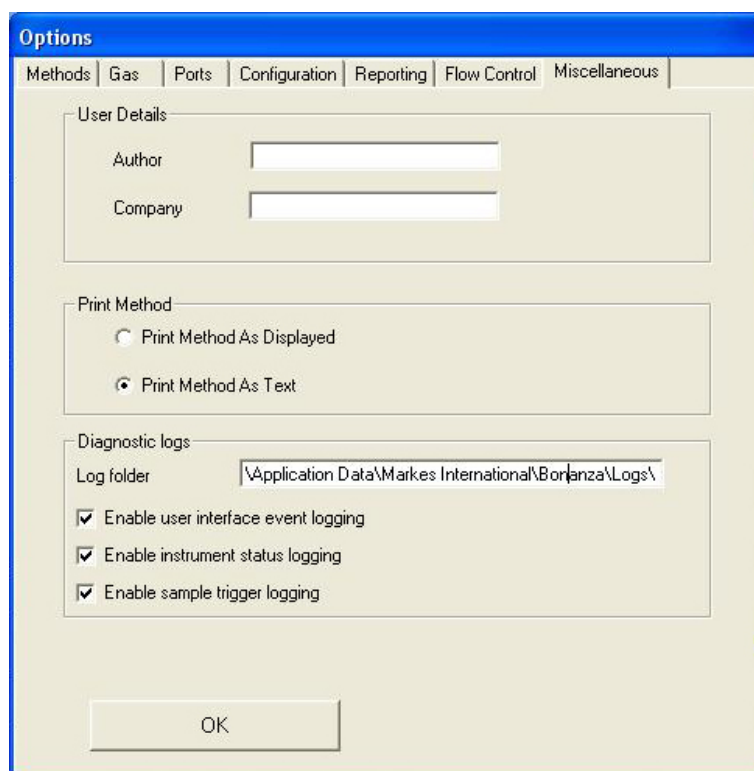 Options
Methods Gas Ports Configuration Reporting Flow Control Miscellaneous
User Details
Author
Company
Print Method
Print Method As Displayed
Print Method As Text
Diagnostic logs
Log folder \Application Data\Markes International\Bonanza\Logs\
Enable user interface event logging
Enable instrument status logging
Enable sample trigger logging
OK